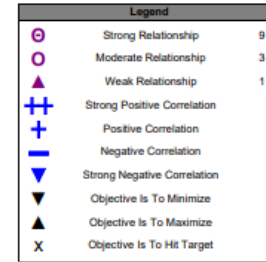 Legend
Θ Strong Relationship 9
Ο Moderate Relationship 3
▲ Weak Relationship 1
┼┼ Strong Positive Correlation
┼ Positive Correlation
▬ Negative Correlation
▼ Strong Negative Correlation
▼ Objective Is To Minimize
▲ Objective Is To Maximize
X Objective Is To Hit Target